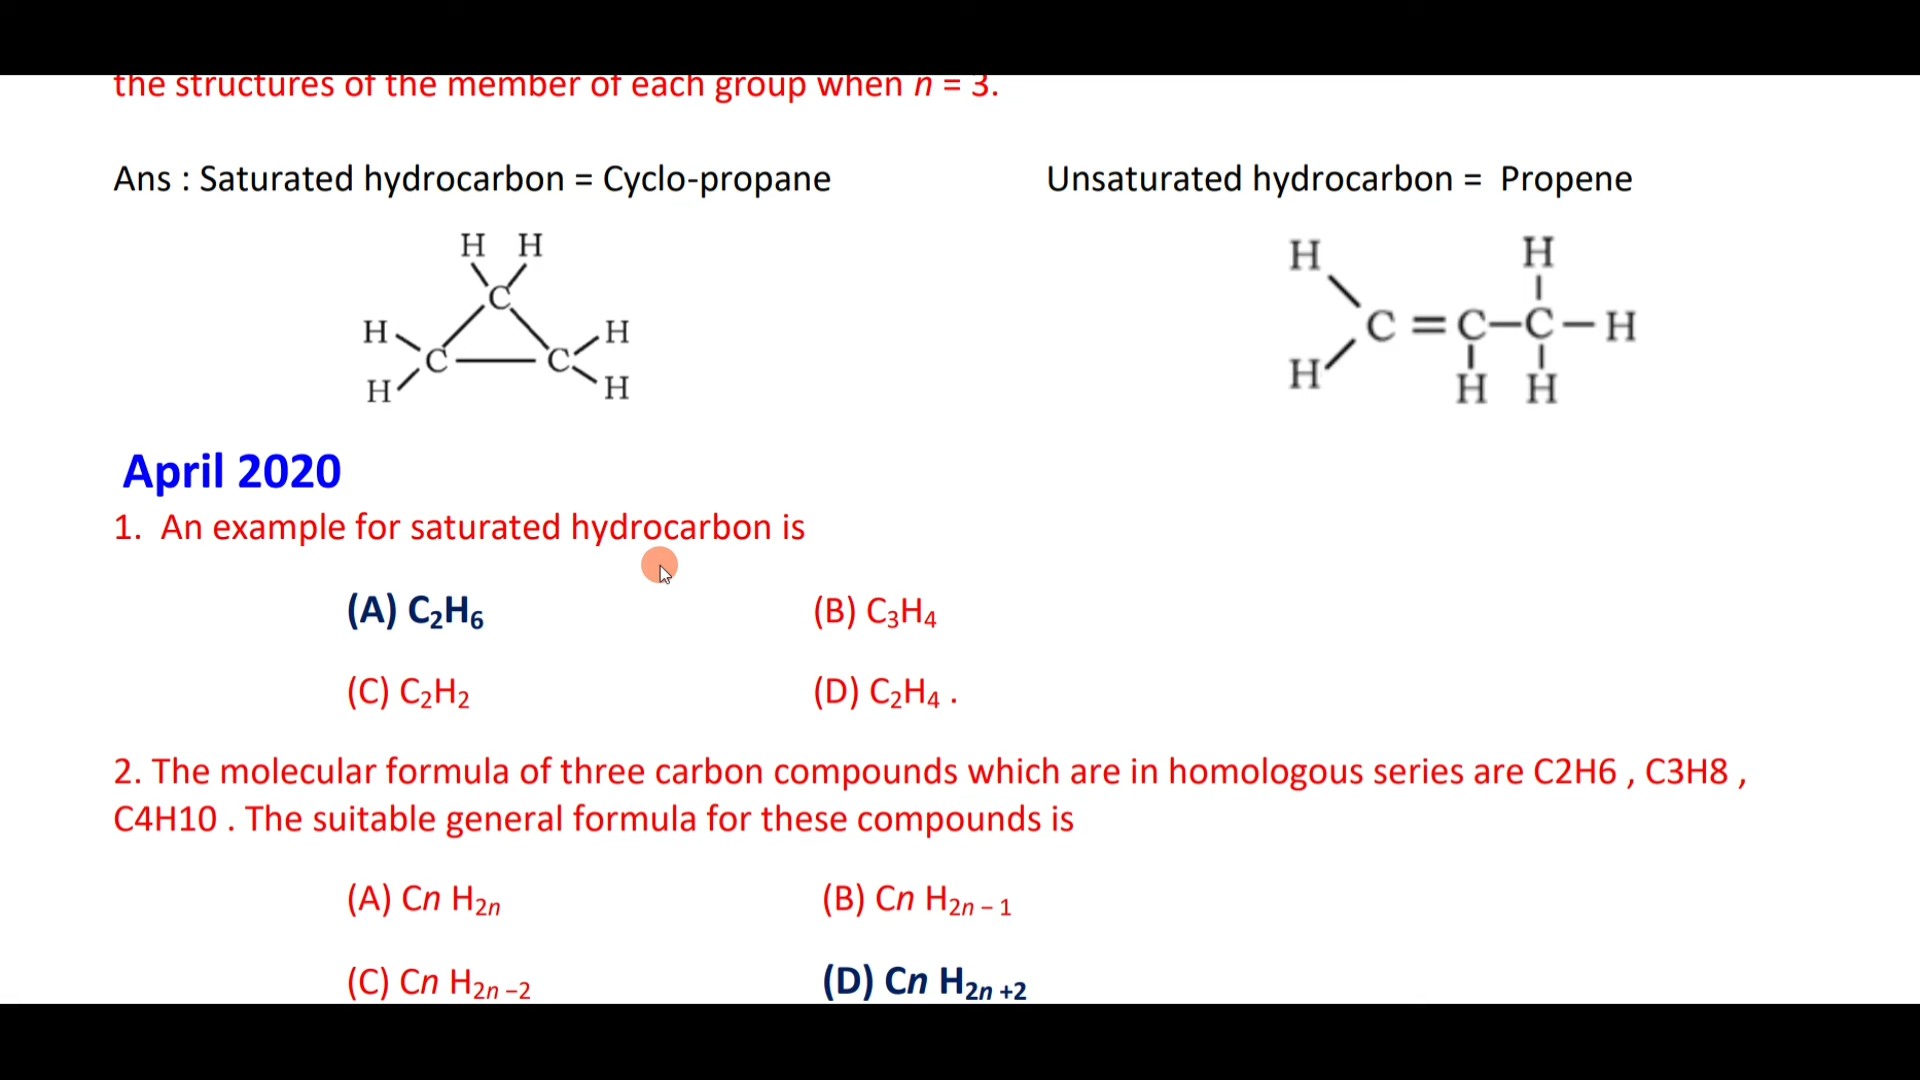 the structures of the member of each group when n = 3.
Ans : Saturated hydrocarbon = Cyclo-propane
Unsaturated hydrocarbon = Propene
H H
C
H H
C C
H H
H H
C = C – C – H
H H H
April 2020
1. An example for saturated hydrocarbon is
(A) C₂H₆ (B) C₃H₄
(C) C₂H₂ (D) C₂H₄ .
2. The molecular formula of three carbon compounds which are in homologous series are C2H6 , C3H8 ,
C4H10 . The suitable general formula for these compounds is
(A) Cn H2n (B) Cn H2n – 1
(C) Cn H2n –2 (D) Cn H2n +2